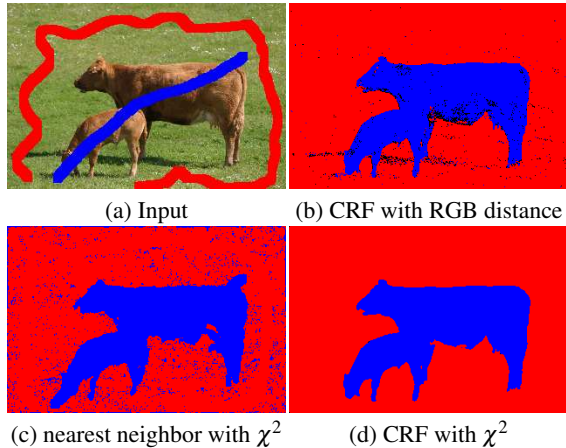 (a) Input
(b) CRF with RGB distance
(c) nearest neighbor with χ²
(d) CRF with χ²